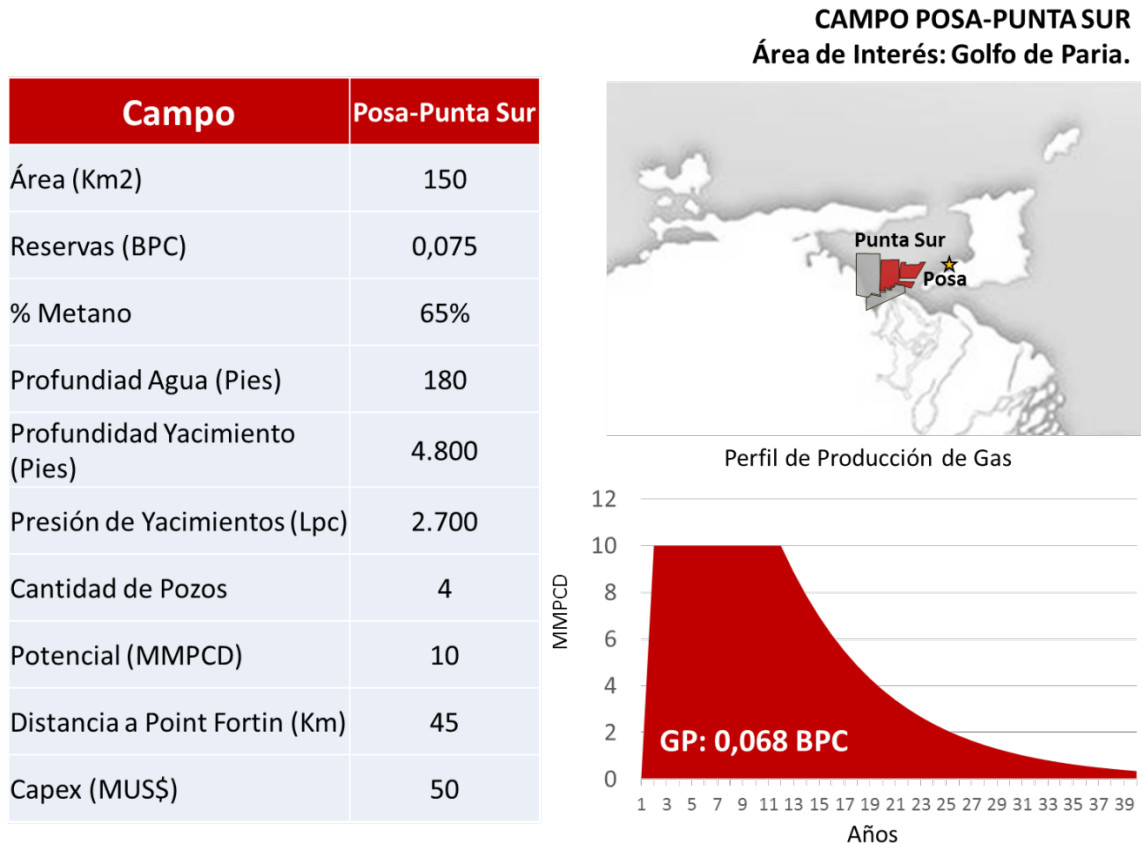 CAMPO POSA-PUNTA SUR
Área de Interés: Golfo de Paria.
Campo Posa-Punta Sur
Área (Km2) 150
Reservas (BPC) 0,075
% Metano 65%
Profundiad Agua (Pies) 180
Profundidad Yacimiento
(Pies) 4.800
Presión de Yacimientos (Lpc) 2.700
Cantidad de Pozos 4
Potencial (MMPCD) 10
Distancia a Point Fortin (Km) 45
Capex (MUS$) 50
Punta Sur
Posa
Perfil de Producción de Gas
MMPCD
12
10
8
6
4
2
0
GP: 0,068 BPC
1 3 5 7 9 11 13 15 17 19 21 23 25 27 29 31 33 35 37 39
Años